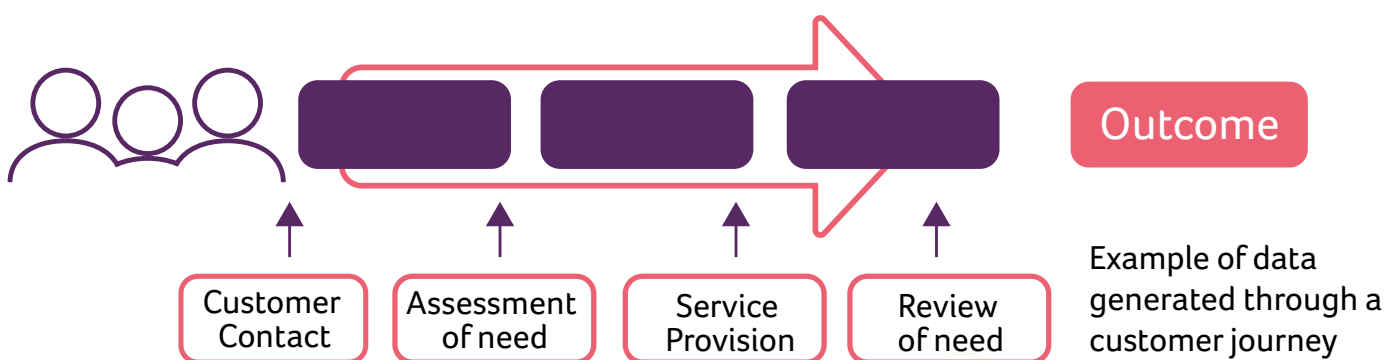 Outcome
Customer
Contact
Assessment
of need
Service
Provision
Review
of need
Example of data
generated through a
customer journey